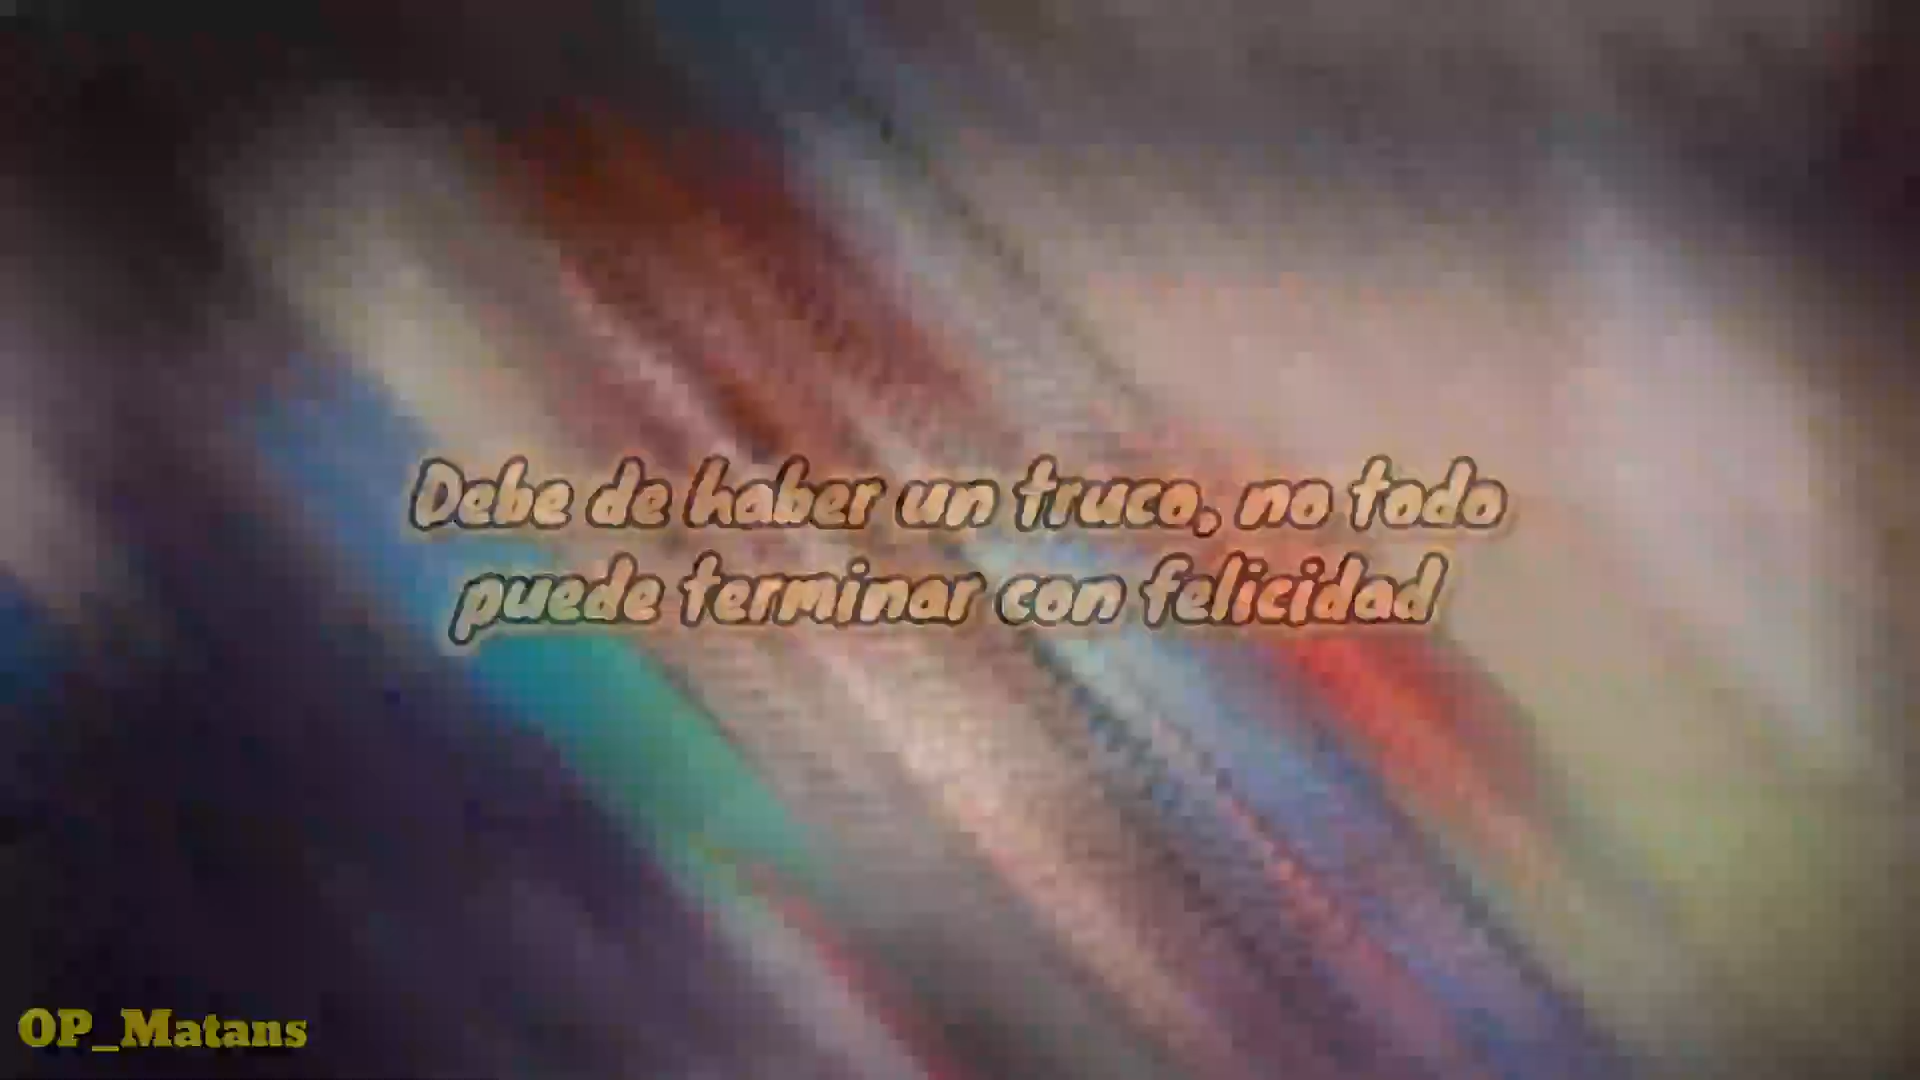 Debe de haber un truco, no todo
puede terminar con felicidad
OP_Matans